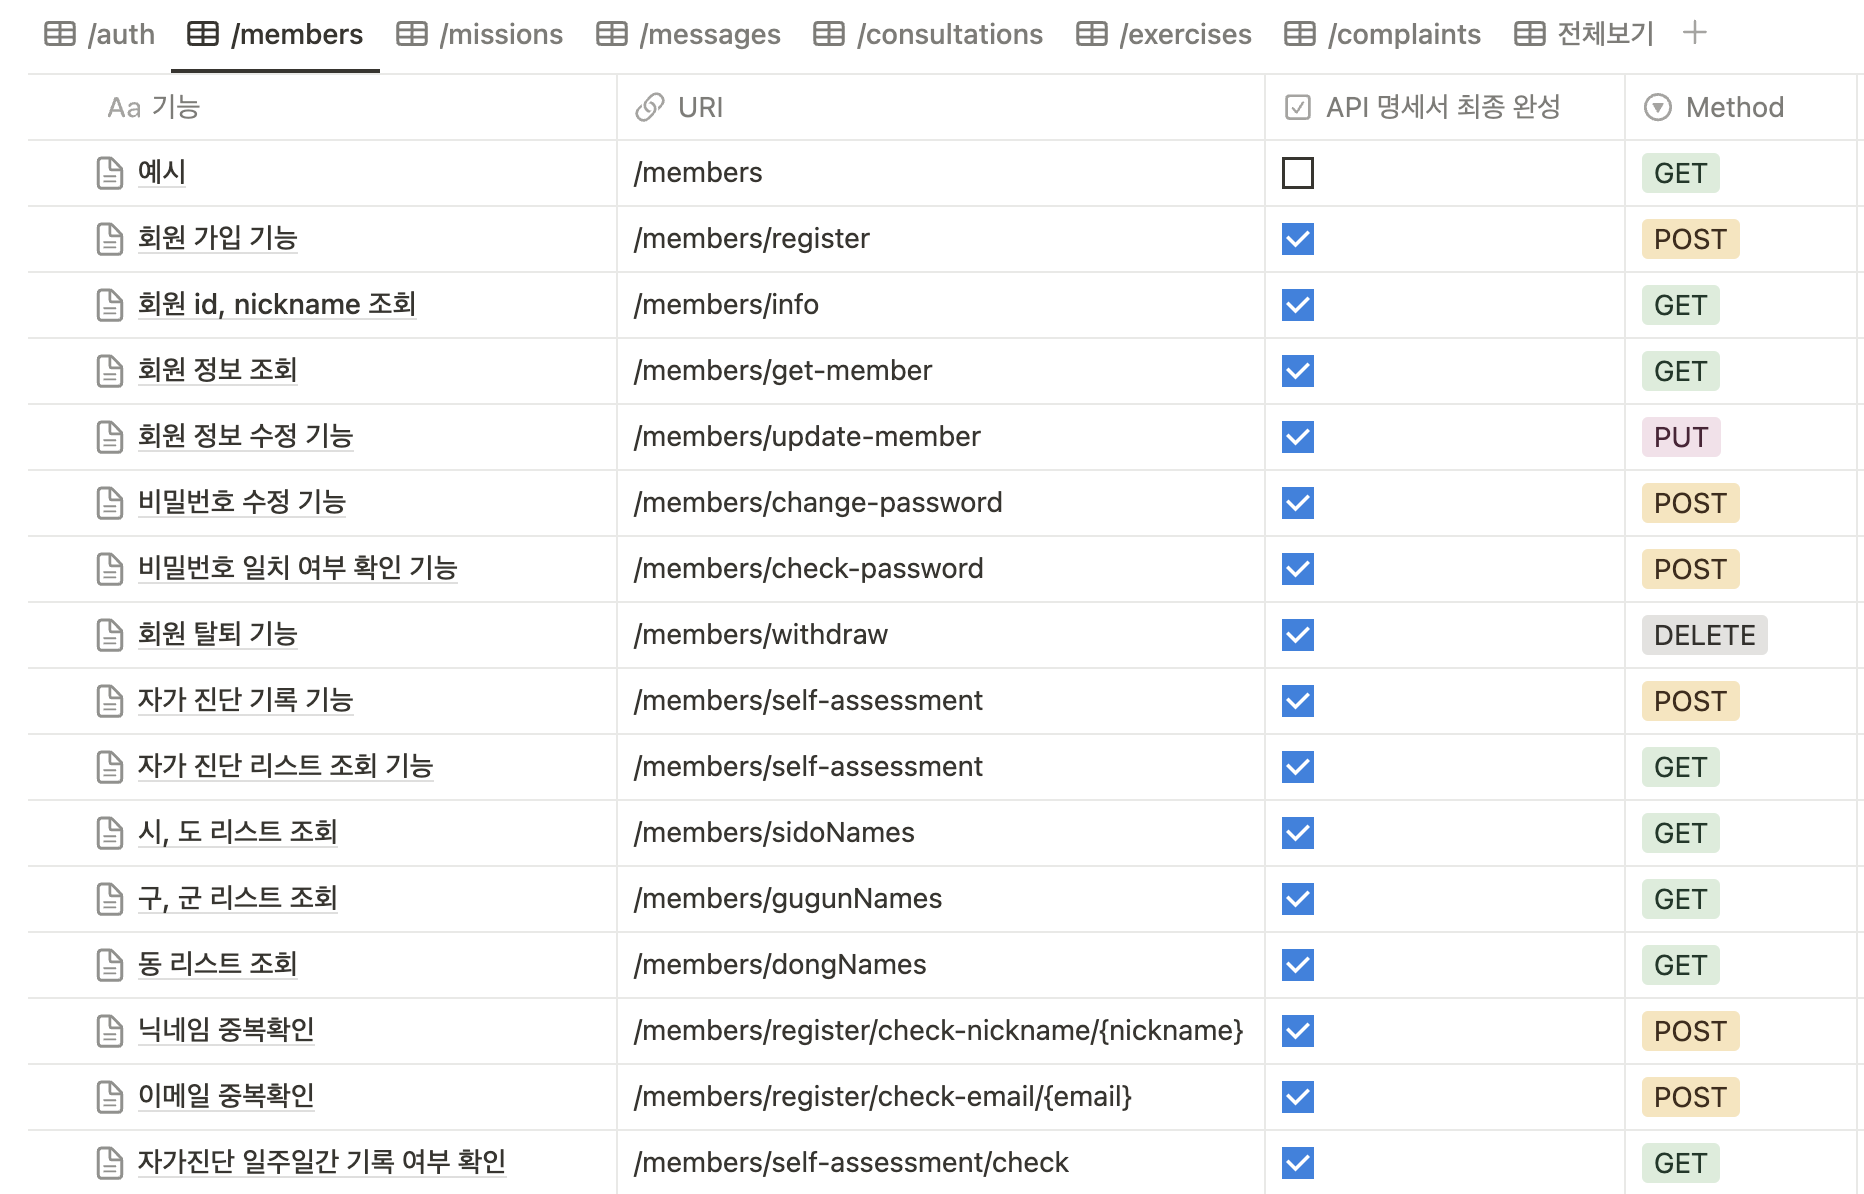 /auth /members /missions /messages /consultations /exercises /complaints 전체보기
Aa 기능 URI API 명세서 최종 완성 Method
예시 /members GET
회원 가입 기능 /members/register POST
회원 id, nickname 조회 /members/info GET
회원 정보 조회 /members/get-member GET
회원 정보 수정 기능 /members/update-member PUT
비밀번호 수정 기능 /members/change-password POST
비밀번호 일치 여부 확인 기능 /members/check-password POST
회원 탈퇴 기능 /members/withdraw DELETE
자가 진단 기록 기능 /members/self-assessment POST
자가 진단 리스트 조회 기능 /members/self-assessment GET
시, 도 리스트 조회 /members/sidoNames GET
구, 군 리스트 조회 /members/gugunNames GET
동 리스트 조회 /members/dongNames GET
닉네임 중복확인 /members/register/check-nickname/{nickname} POST
이메일 중복확인 /members/register/check-email/{email} POST
자가진단 일주일간 기록 여부 확인 /members/self-assessment/check GET